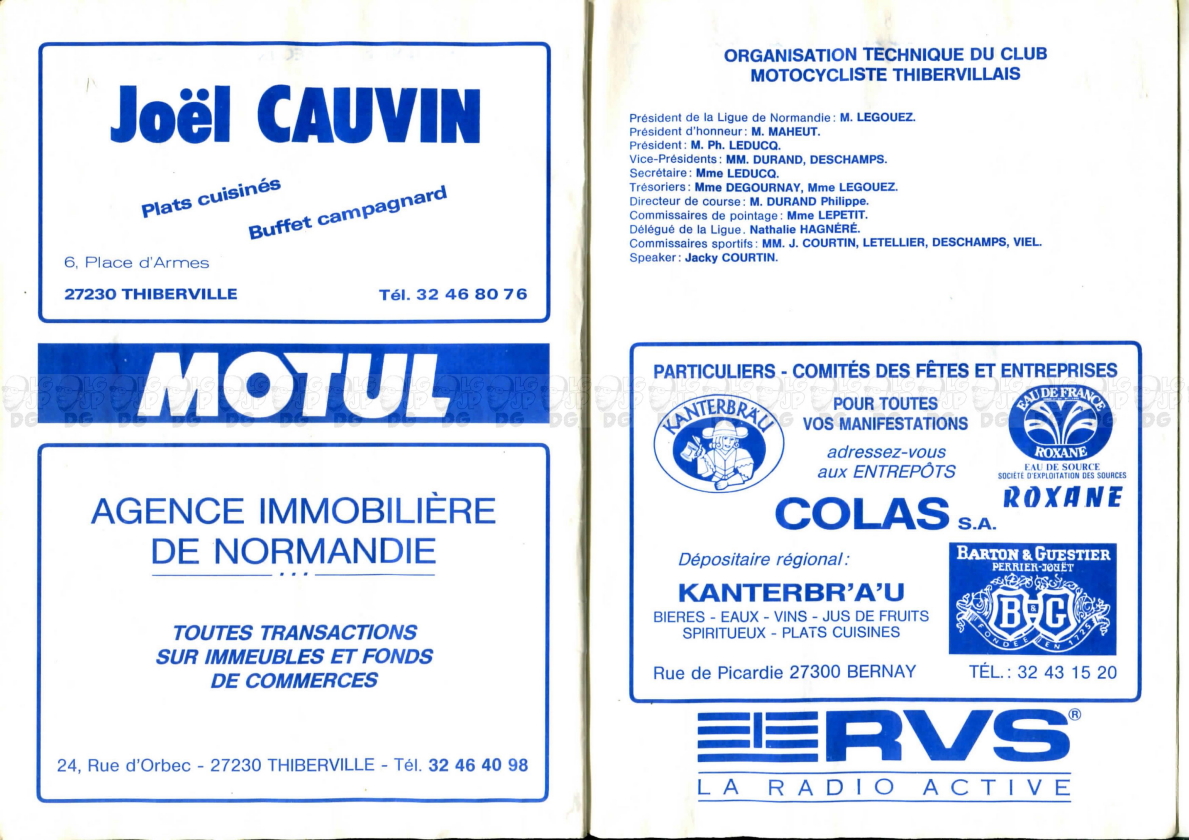 Joël CAUVIN
Plats cuisinés
Buffet campagnard
6, Place d'Armes
27230 THIBERVILLE Tél. 32 46 80 76
MOTUL
AGENCE IMMOBILIÈRE
DE NORMANDIE
TOUTES TRANSACTIONS
SUR IMMEUBLES ET FONDS
DE COMMERCES
24, Rue d'Orbec - 27230 THIBERVILLE - Tél. 32 46 40 98
ORGANISATION TECHNIQUE DU CLUB
MOTOCYCLISTE THIBERVILLAIS
Président de la Ligue de Normandie : M. LEGOUEZ.
Président d'honneur : M. MAHEUT.
Président : M. Ph. LEDUCQ.
Vice-Présidents : MM. DURAND, DESCHAMPS.
Secrétaire : Mme LEDUCQ.
Trésoriers : Mme DEGOURNAY, Mme LEGOUEZ.
Directeur de course : M. DURAND Philippe.
Commissaires de pointage : Mme LEPETIT.
Délégué de la Ligue. Nathalie HAGNÉRÉ.
Commissaires sportifs : MM. J. COURTIN, LETELLIER, DESCHAMPS, VIEL.
Speaker : Jacky COURTIN.
PARTICULIERS - COMITÉS DES FÊTES ET ENTREPRISES
KANTERBRÄU
POUR TOUTES
VOS MANIFESTATIONS
adressez-vous
aux ENTREPÔTS
EAU DE FRANCE
ROXANE
EAU DE SOURCE
SOCIÉTÉ D'EXPLOITATION DES SOURCES
ROXANE
COLAS S.A.
Dépositaire régional :
KANTERBR'A'U
BIERES - EAUX - VINS - JUS DE FRUITS
SPIRITUEUX - PLATS CUISINES
BARTON & GUESTIER
PERRIER-JOUËT
B & G
FONDÉE EN 1725
Rue de Picardie 27300 BERNAY TÉL. : 32 43 15 20
RVS®
LA RADIO ACTIVE